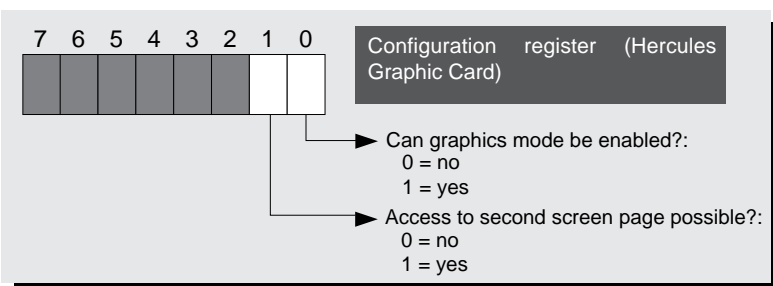 7 6 5 4 3 2 1 0
Configuration register (Hercules
Graphic Card)
Can graphics mode be enabled?:
0 = no
1 = yes
Access to second screen page possible?:
0 = no
1 = yes